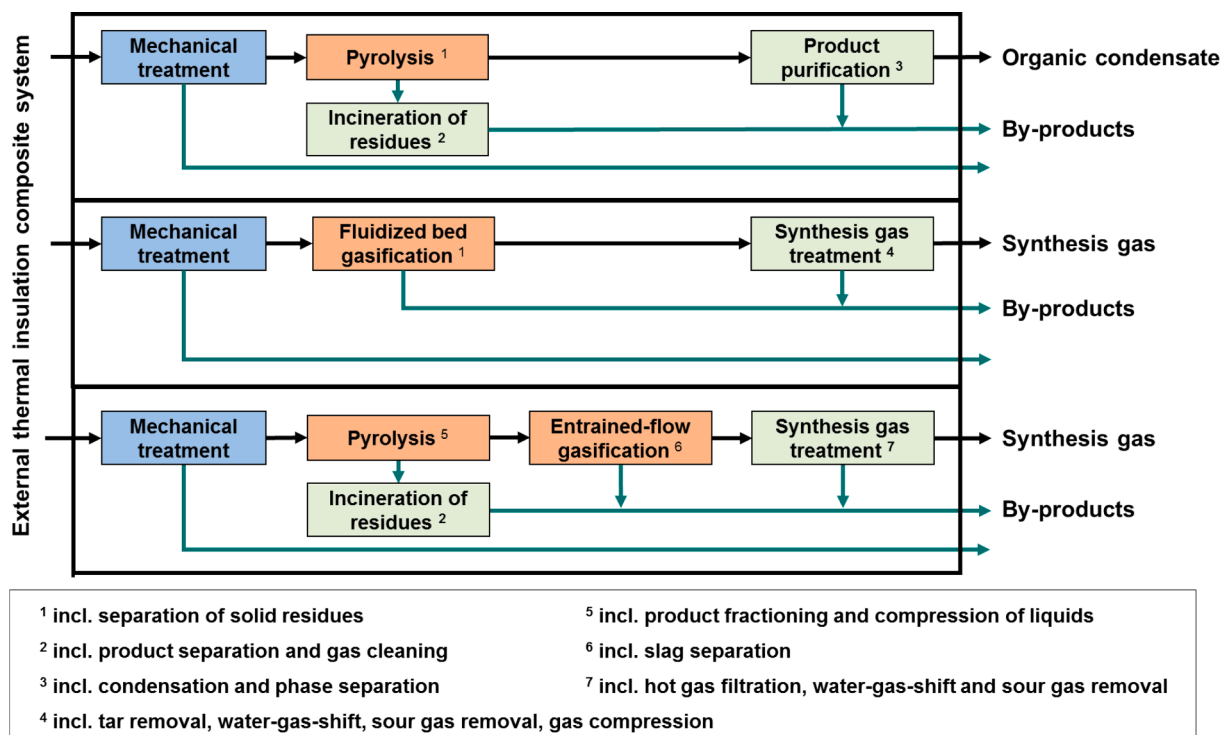 External thermal insulation composite system
Mechanical
treatment
Pyrolysis 1
Product
purification 3
Organic condensate
Incineration of
residues 2
By-products
Mechanical
treatment
Fluidized bed
gasification 1
Synthesis gas
treatment 4
Synthesis gas
By-products
Mechanical
treatment
Pyrolysis 5
Entrained-flow
gasification 6
Synthesis gas
treatment 7
Synthesis gas
Incineration of
residues 2
By-products
1 incl. separation of solid residues
2 incl. product separation and gas cleaning
3 incl. condensation and phase separation
4 incl. tar removal, water-gas-shift, sour gas removal, gas compression
5 incl. product fractioning and compression of liquids
6 incl. slag separation
7 incl. hot gas filtration, water-gas-shift and sour gas removal